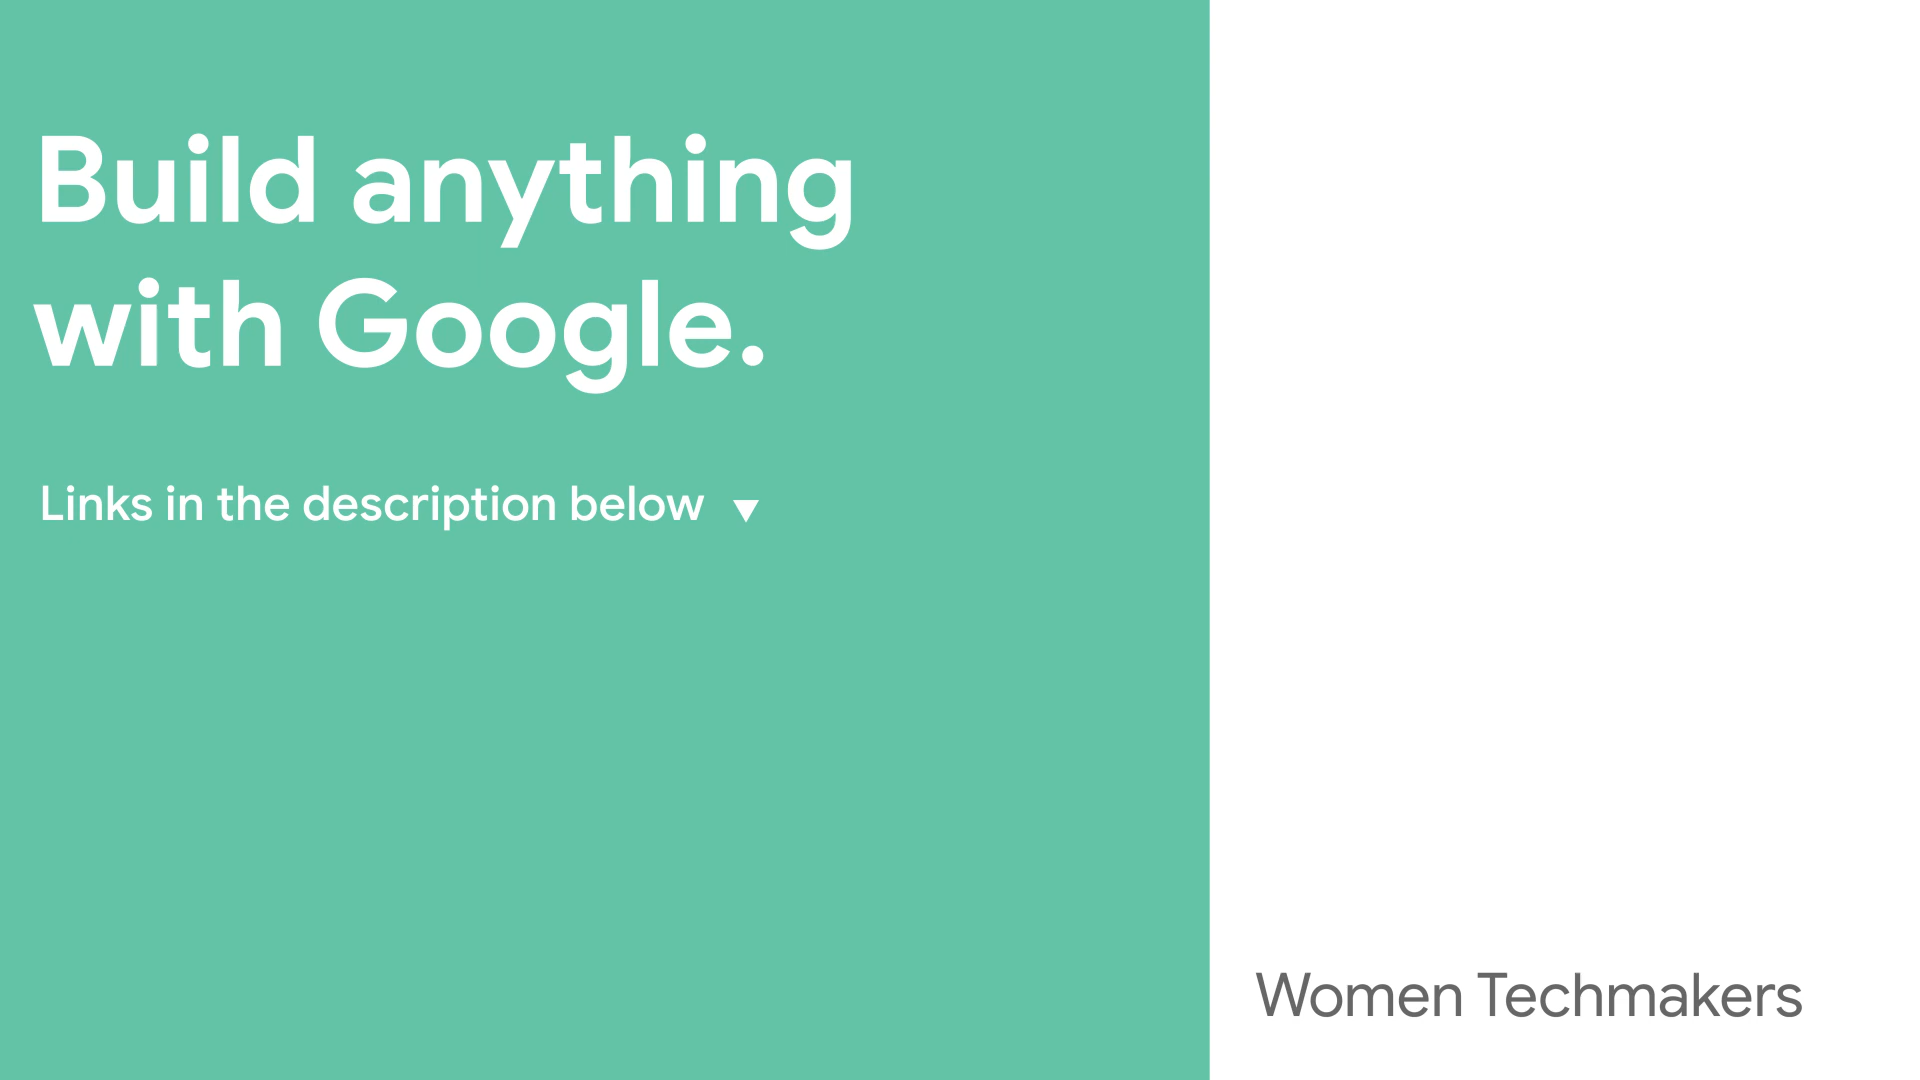 Build anything
with Google.
Links in the description below ▼
Women Techmakers